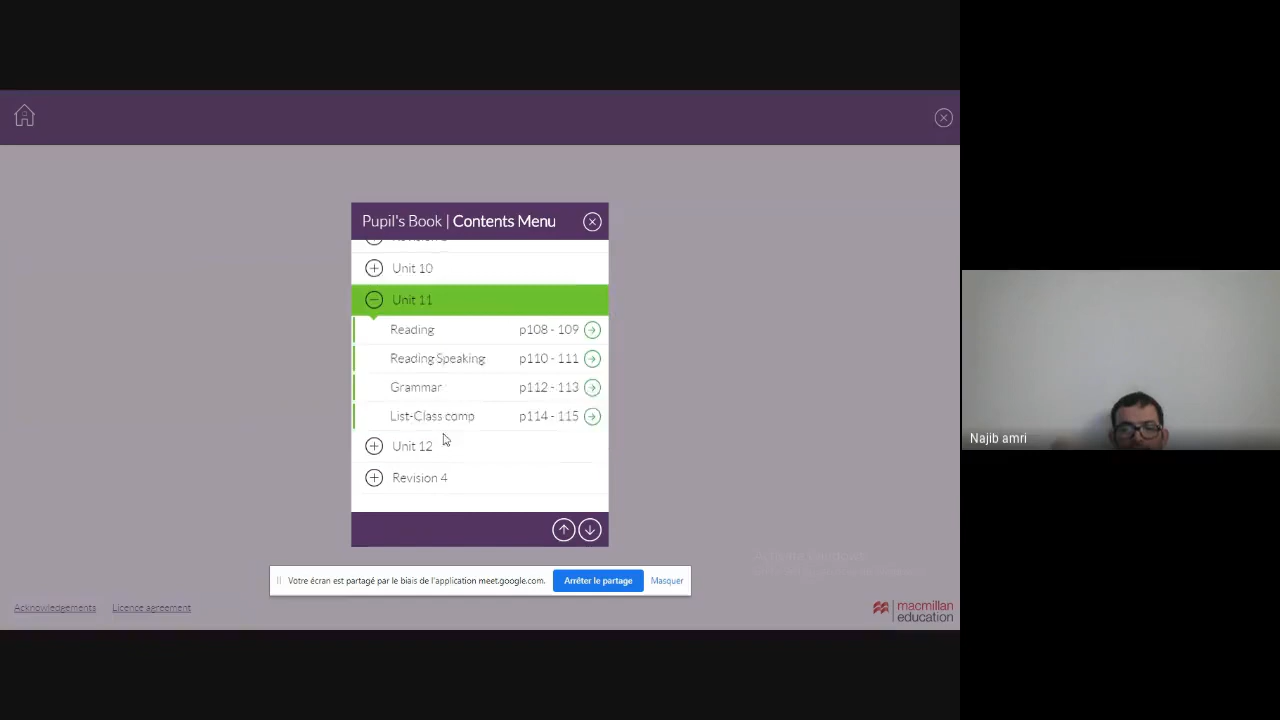 Pupil's Book | Contents Menu
Unit 10
Unit 11
Reading p108 - 109
Reading Speaking p110 - 111
Grammar p112 - 113
List-Class comp p114 - 115
Unit 12
Revision 4
Najib amri
Votre écran est partagé par le biais de l'application meet.google.com. Arrêter le partage Masquer
Acknowledgements Licence agreement
macmillan
education